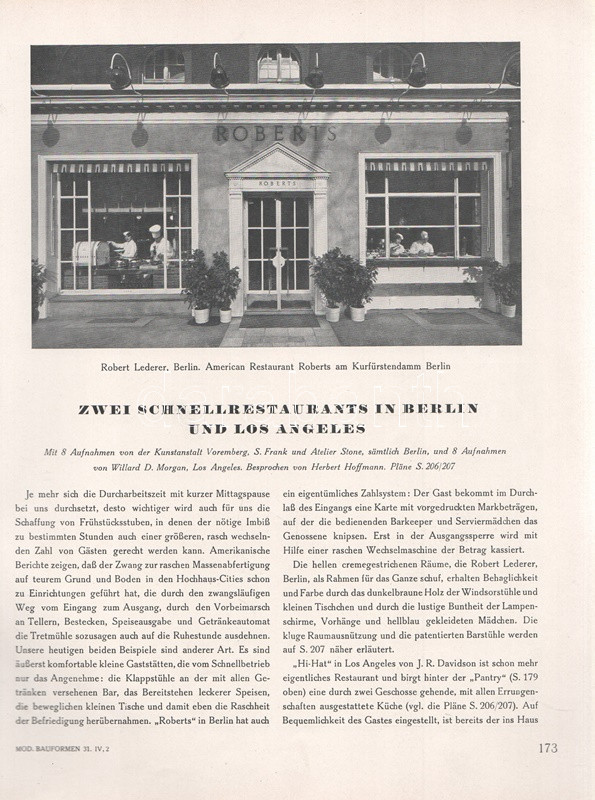 ROBERTS
ROBERTS
Robert Lederer, Berlin. American Restaurant Roberts am Kurfürstendamm Berlin
ZWEI SCHNELLRESTAURANTS IN BERLIN
UND LOS ANGELES
Mit 8 Aufnahmen von der Kunstanstalt Voremberg, S. Frank und Atelier Stone, sämtlich Berlin, und 8 Aufnahmen
von Willard D. Morgan, Los Angeles. Besprochen von Herbert Hoffmann. Pläne S. 206/207
Je mehr sich die Durcharbeitszeit mit kurzer Mittagspause
bei uns durchsetzt, desto wichtiger wird auch für uns die
Schaffung von Frühstücksstuben, in denen der nötige Imbiß
zu bestimmten Stunden auch einer größeren, rasch wechseln-
den Zahl von Gästen gerecht werden kann. Amerikanische
Berichte zeigen, daß der Zwang zur raschen Massenabfertigung
auf teurem Grund und Boden in den Hochhaus-Cities schon
zu Einrichtungen geführt hat, die durch den zwangsläufigen
Weg vom Eingang zum Ausgang, durch den Vorbeimarsch
an Tellern, Bestecken, Speiseausgabe und Getränkeautomat
die Tretmühle sozusagen auch auf die Ruhestunde ausdehnen.
Unsere heutigen beiden Beispiele sind anderer Art. Es sind
äußerst komfortable kleine Gaststätten, die vom Schnellbetrieb
nur das Angenehme: die Klappstühle an der mit allen Ge-
tränken versehenen Bar, das Bereitstehen leckerer Speisen,
die beweglichen kleinen Tische und damit eben die Raschheit
der Befriedigung herübernahmen. „Roberts” in Berlin hat auch
ein eigentümliches Zahlsystem: Der Gast bekommt im Durch-
laß des Eingangs eine Karte mit vorgedruckten Markbeträgen,
auf der die bedienenden Barkeeper und Serviermädchen das
Genossene knipsen. Erst in der Ausgangssperre wird mit
Hilfe einer raschen Wechselmaschine der Betrag kassiert.
Die hellen cremegestrichenen Räume, die Robert Lederer,
Berlin, als Rahmen für das Ganze schuf, erhalten Behaglichkeit
und Farbe durch das dunkelbraune Holz der Windsorstühle und
kleinen Tischchen und durch die lustige Buntheit der Lampen-
schirme, Vorhänge und hellblau gekleideten Mädchen. Die
kluge Raumausnützung und die patentierten Barstühle werden
auf S. 207 näher erläutert.
„Hi-Hat” in Los Angeles von J. R. Davidson ist schon mehr
eigentliches Restaurant und birgt hinter der „Pantry” (S. 179
oben) eine durch zwei Geschosse gehende, mit allen Errungen-
schaften ausgestattete Küche (vgl. die Pläne S. 206/207). Auf
Bequemlichkeit des Gastes eingestellt, ist bereits der ins Haus
MOD. BAUFORMEN 31. IV, 2
173